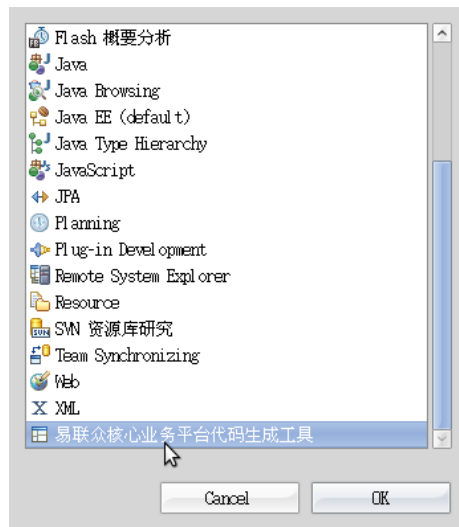 Flash 概要分析
Java
Java Browsing
Java EE (default)
Java Type Hierarchy
JavaScript
JPA
Planning
Plug-in Development
Remote System Explorer
Resource
SVN 资源库研究
Team Synchronizing
Web
XML
易联众核心业务平台代码生成工具
Cancel
OK